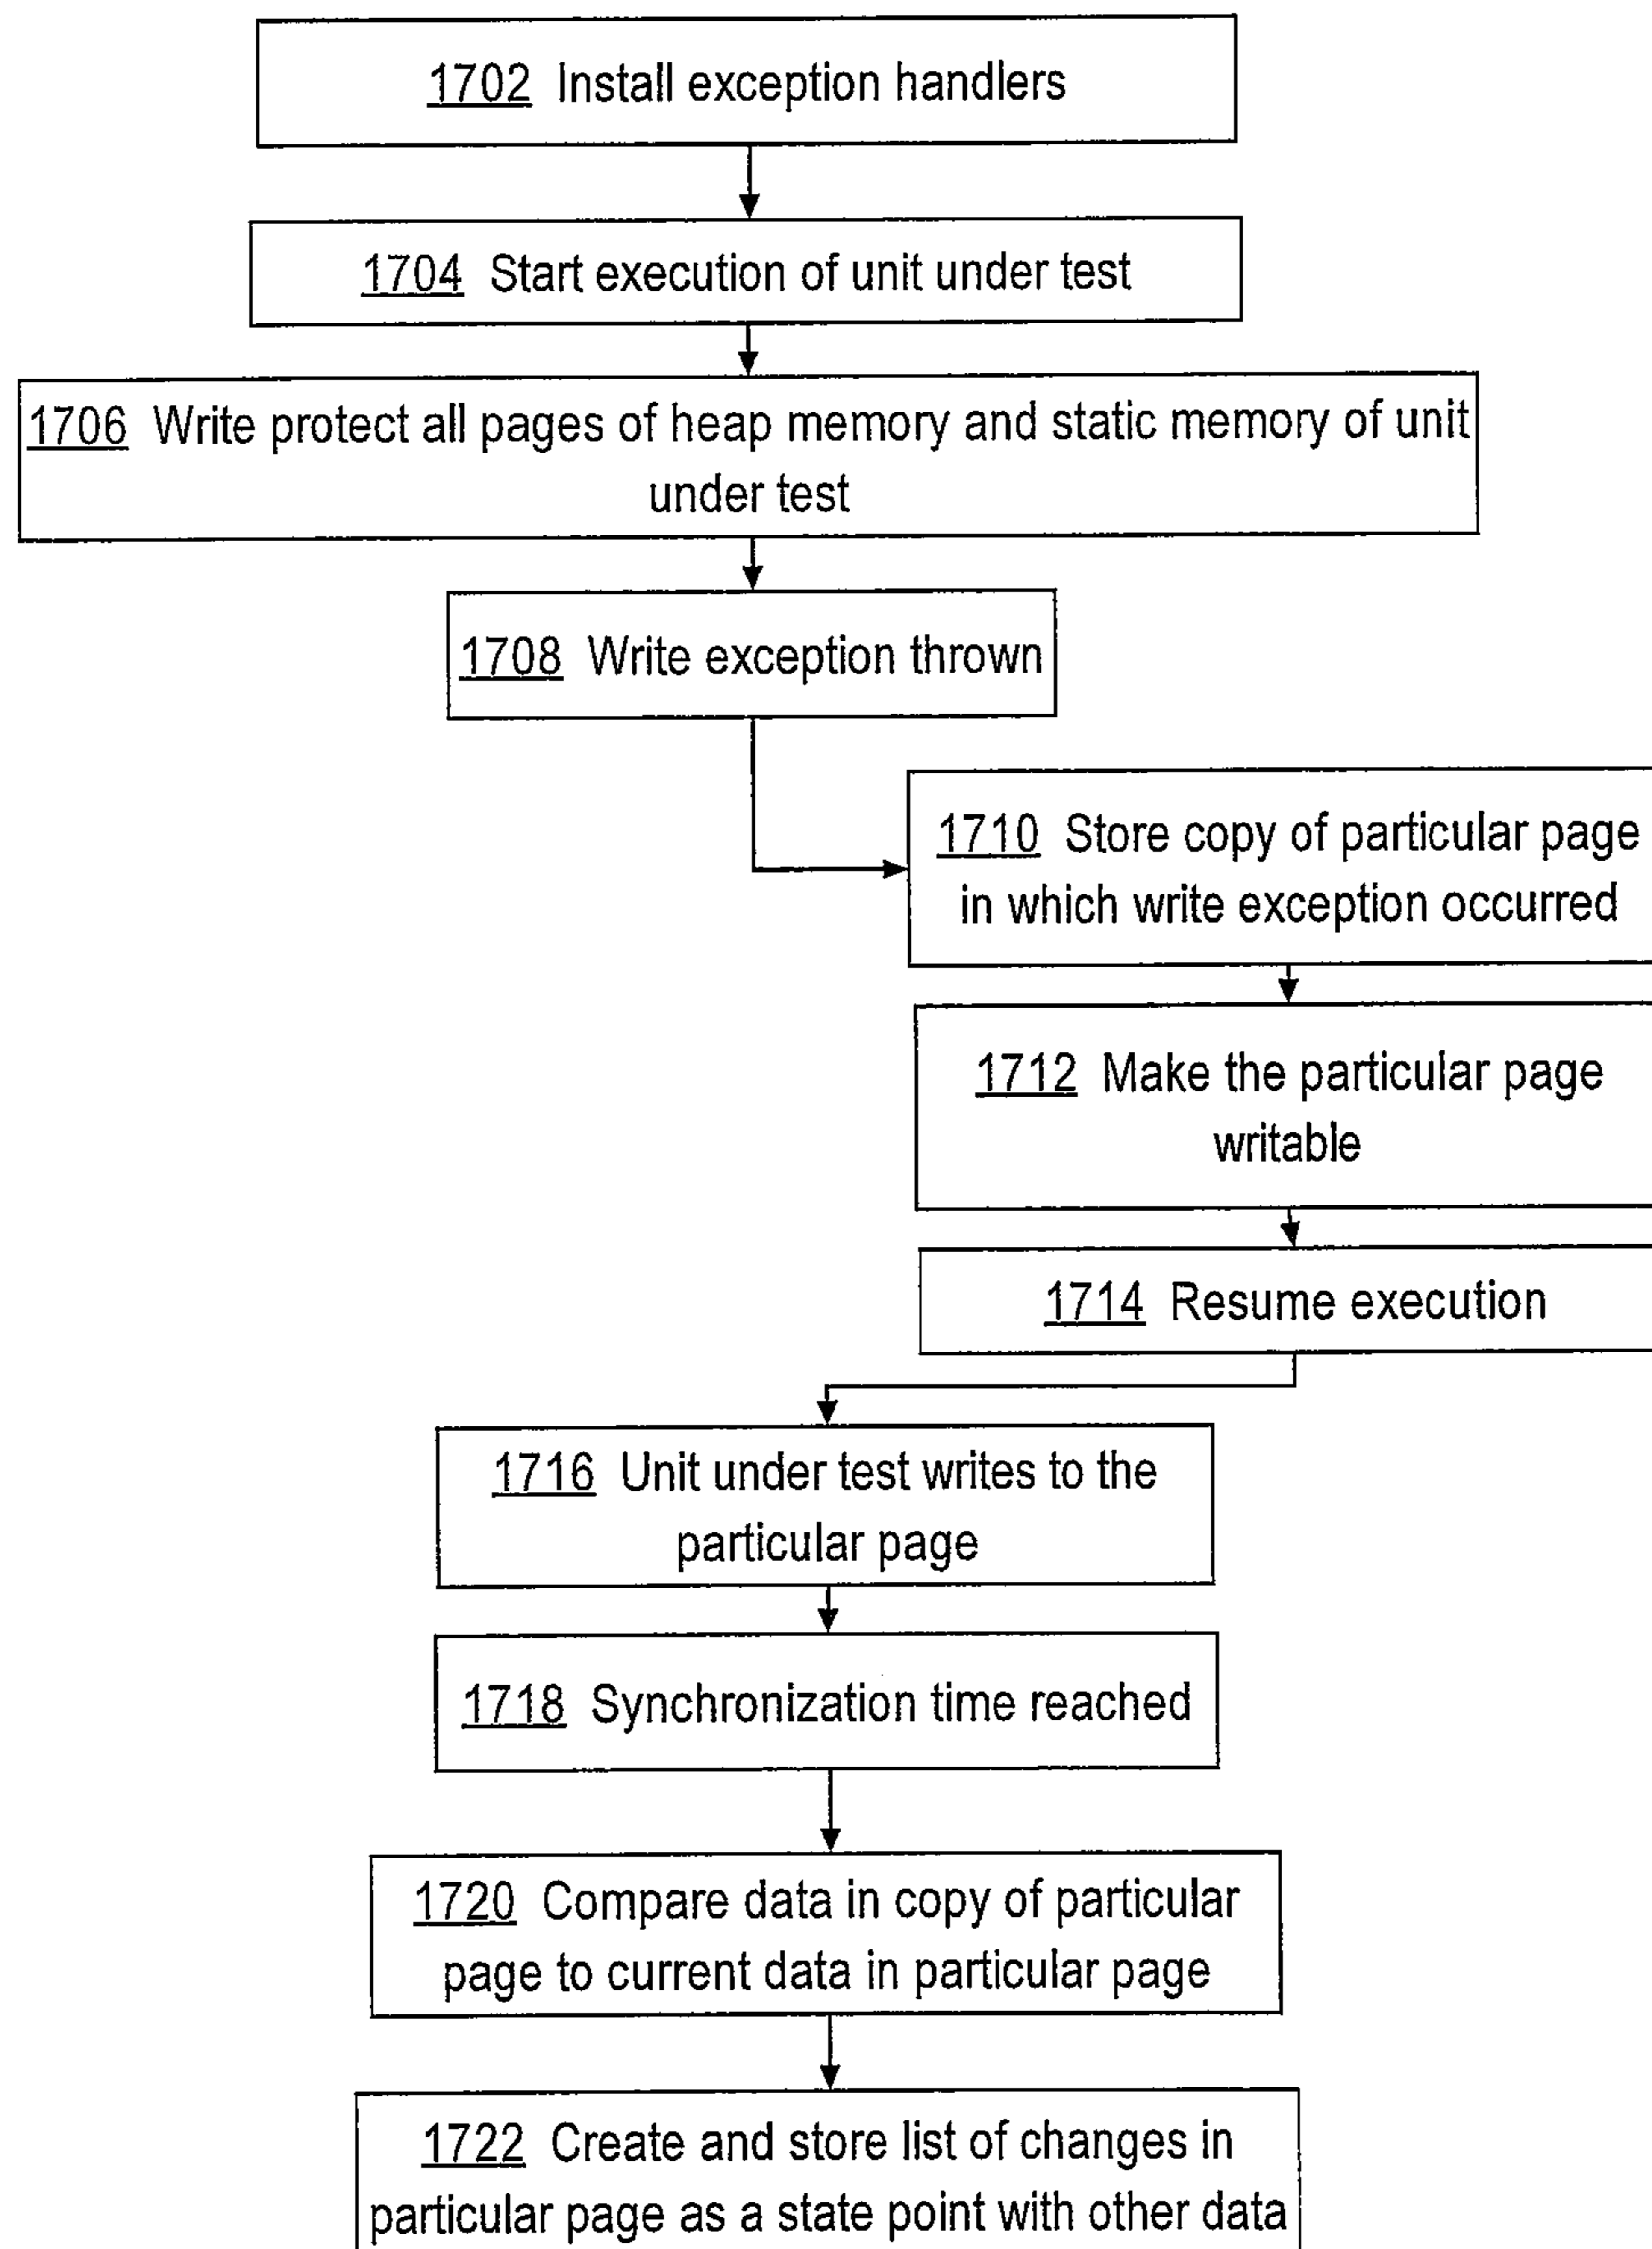 1702 Install exception handlers
1704 Start execution of unit under test
1706 Write protect all pages of heap memory and static memory of unit
under test
1708 Write exception thrown
1710 Store copy of particular page
in which write exception occurred
1712 Make the particular page
writable
1714 Resume execution
1716 Unit under test writes to the
particular page
1718 Synchronization time reached
1720 Compare data in copy of particular
page to current data in particular page
1722 Create and store list of changes in
particular page as a state point with other data